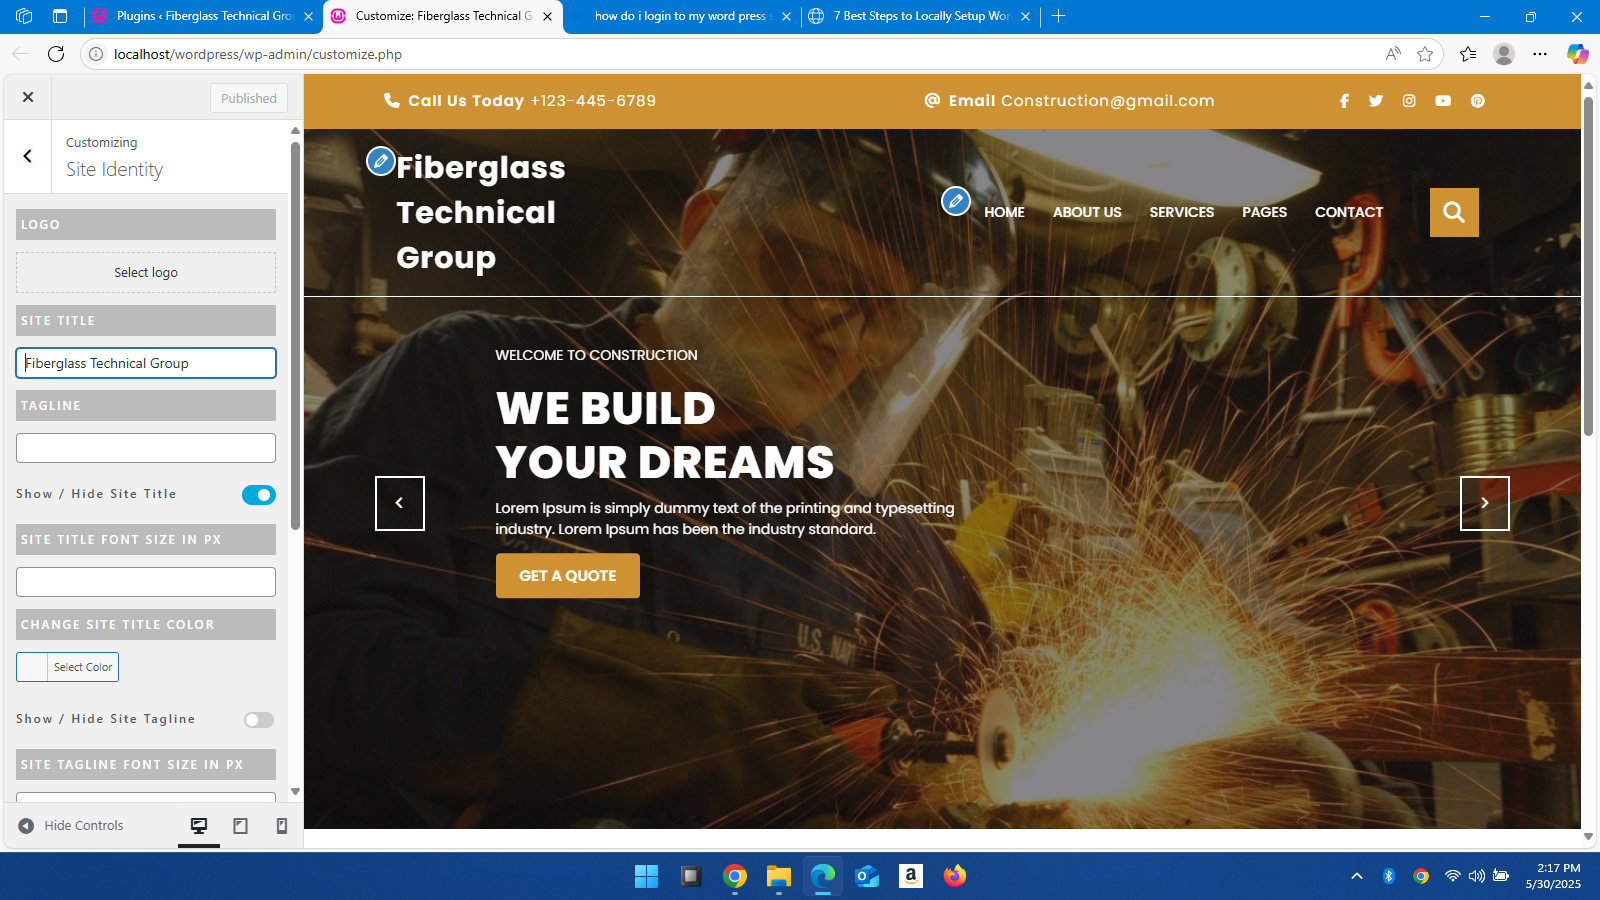 Plugins ‹ Fiberglass Technical Gro
Customize: Fiberglass Technical G
how do i login to my word press s
7 Best Steps to Locally Setup Wor
localhost/wordpress/wp-admin/customize.php
Published
Customizing
Site Identity
LOGO
Select logo
SITE TITLE
Fiberglass Technical Group
TAGLINE
Show / Hide Site Title
SITE TITLE FONT SIZE IN PX
CHANGE SITE TITLE COLOR
Select Color
Show / Hide Site Tagline
SITE TAGLINE FONT SIZE IN PX
Hide Controls
Call Us Today +123-445-6789
Email Construction@gmail.com
Fiberglass
Technical
Group
HOME ABOUT US SERVICES PAGES CONTACT
WELCOME TO CONSTRUCTION
WE BUILD
YOUR DREAMS
Lorem Ipsum is simply dummy text of the printing and typesetting
industry. Lorem Ipsum has been the industry standard.
GET A QUOTE
U.S. NAV
2:17 PM
5/30/2025